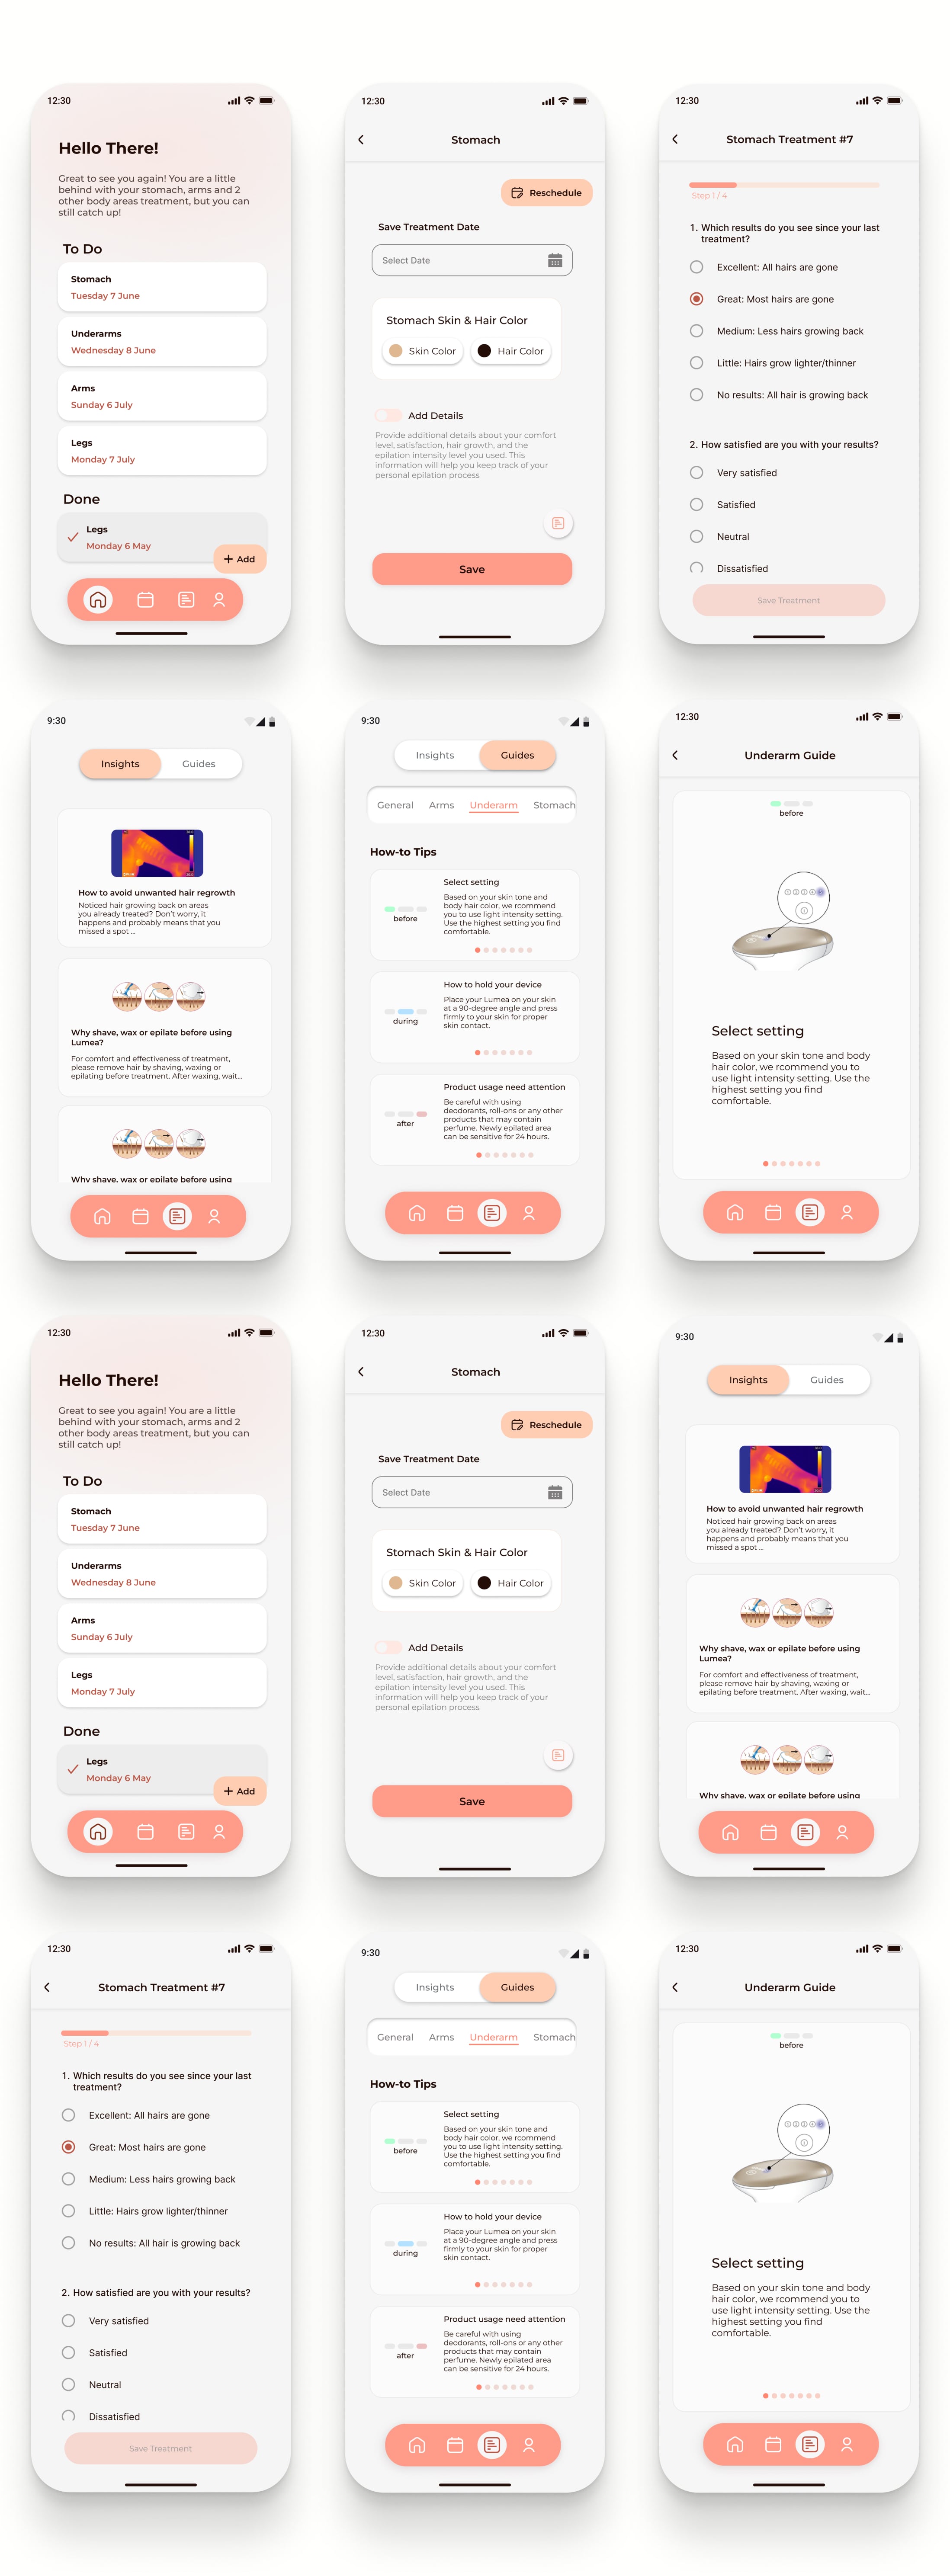 12:30
Hello There!
Great to see you again! You are a little
behind with your stomach, arms and 2
other body areas treatment, but you can
still catch up!
To Do
Stomach
Tuesday 7 June
Underarms
Wednesday 8 June
Arms
Sunday 6 July
Legs
Monday 7 July
Done
Legs
Monday 6 May
+ Add
12:30
Stomach
Reschedule
Save Treatment Date
Select Date
Stomach Skin & Hair Color
Skin Color
Hair Color
Add Details
Provide additional details about your comfort
level, satisfaction, hair growth, and the
epilation intensity level you used. This
information will help you keep track of your
personal epilation process
Save
12:30
Stomach Treatment #7
Step 1 / 4
1. Which results do you see since your last
treatment?
Excellent: All hairs are gone
Great: Most hairs are gone
Medium: Less hairs growing back
Little: Hairs grow lighter/thinner
No results: All hair is growing back
2. How satisfied are you with your results?
Very satisfied
Satisfied
Neutral
Dissatisfied
Save Treatment
9:30
Insights
Guides
How to avoid unwanted hair regrowth
Noticed hair growing back on areas
you already treated? Don't worry, it
happens and probably means that you
missed a spot ...
Why shave, wax or epilate before using
Lumea?
For comfort and effectiveness of treatment,
please remove hair by shaving, waxing or
epilating before treatment. After waxing, wait...
Why shave, wax or epilate before using
9:30
Insights
Guides
General
Arms
Underarm
Stomach
How-to Tips
before
Select setting
Based on your skin tone and
body hair color, we rcommend
you to use light intensity setting.
Use the highest setting you find
comfortable.
during
How to hold your device
Place your Lumea on your skin
at a 90-degree angle and press
firmly to your skin for proper
skin contact.
after
Product usage need attention
Be careful with using
deodorants, roll-ons or any other
products that may contain
perfume. Newly epilated area
can be sensitive for 24 hours.
12:30
Underarm Guide
before
Select setting
Based on your skin tone and body
hair color, we rcommend you to
use light intensity setting. Use the
highest setting you find
comfortable.
12:30
Hello There!
Great to see you again! You are a little
behind with your stomach, arms and 2
other body areas treatment, but you can
still catch up!
To Do
Stomach
Tuesday 7 June
Underarms
Wednesday 8 June
Arms
Sunday 6 July
Legs
Monday 7 July
Done
Legs
Monday 6 May
+ Add
12:30
Stomach
Reschedule
Save Treatment Date
Select Date
Stomach Skin & Hair Color
Skin Color
Hair Color
Add Details
Provide additional details about your comfort
level, satisfaction, hair growth, and the
epilation intensity level you used. This
information will help you keep track of your
personal epilation process
Save
9:30
Insights
Guides
How to avoid unwanted hair regrowth
Noticed hair growing back on areas
you already treated? Don't worry, it
happens and probably means that you
missed a spot ...
Why shave, wax or epilate before using
Lumea?
For comfort and effectiveness of treatment,
please remove hair by shaving, waxing or
epilating before treatment. After waxing, wait...
Why shave, wax or epilate before using
12:30
Stomach Treatment #7
Step 1 / 4
1. Which results do you see since your last
treatment?
Excellent: All hairs are gone
Great: Most hairs are gone
Medium: Less hairs growing back
Little: Hairs grow lighter/thinner
No results: All hair is growing back
2. How satisfied are you with your results?
Very satisfied
Satisfied
Neutral
Dissatisfied
Save Treatment
9:30
Insights
Guides
General
Arms
Underarm
Stomach
How-to Tips
before
Select setting
Based on your skin tone and
body hair color, we rcommend
you to use light intensity setting.
Use the highest setting you find
comfortable.
during
How to hold your device
Place your Lumea on your skin
at a 90-degree angle and press
firmly to your skin for proper
skin contact.
after
Product usage need attention
Be careful with using
deodorants, roll-ons or any other
products that may contain
perfume. Newly epilated area
can be sensitive for 24 hours.
12:30
Underarm Guide
before
Select setting
Based on your skin tone and body
hair color, we rcommend you to
use light intensity setting. Use the
highest setting you find
comfortable.